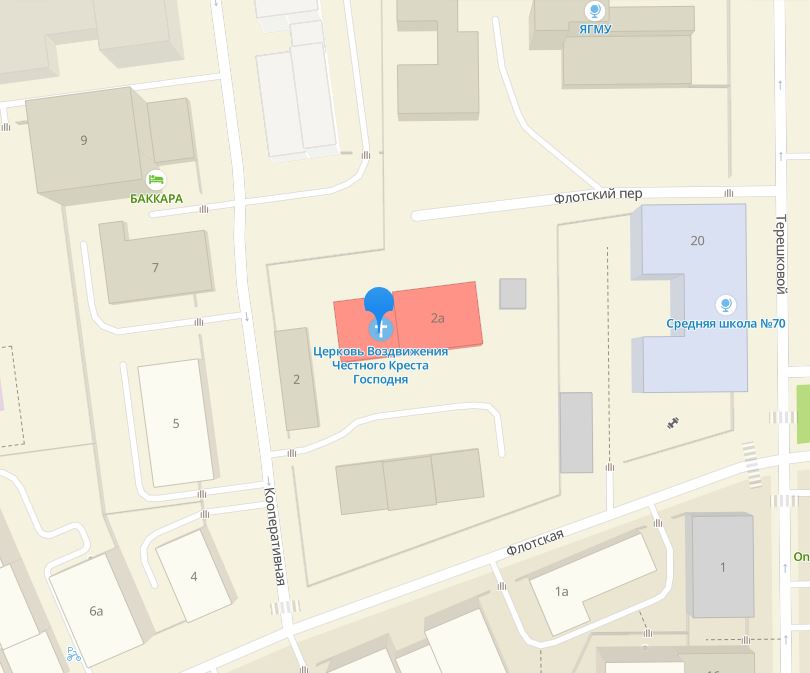 ЯГМУ
9
БАККАРА
Флотский пер
Терешковой
20
7
2а
Средняя школа №70
Церковь Воздвижения
Честного Креста
Господня
2
5
Кооперативная
Флотская
On
4
1
1а
6а